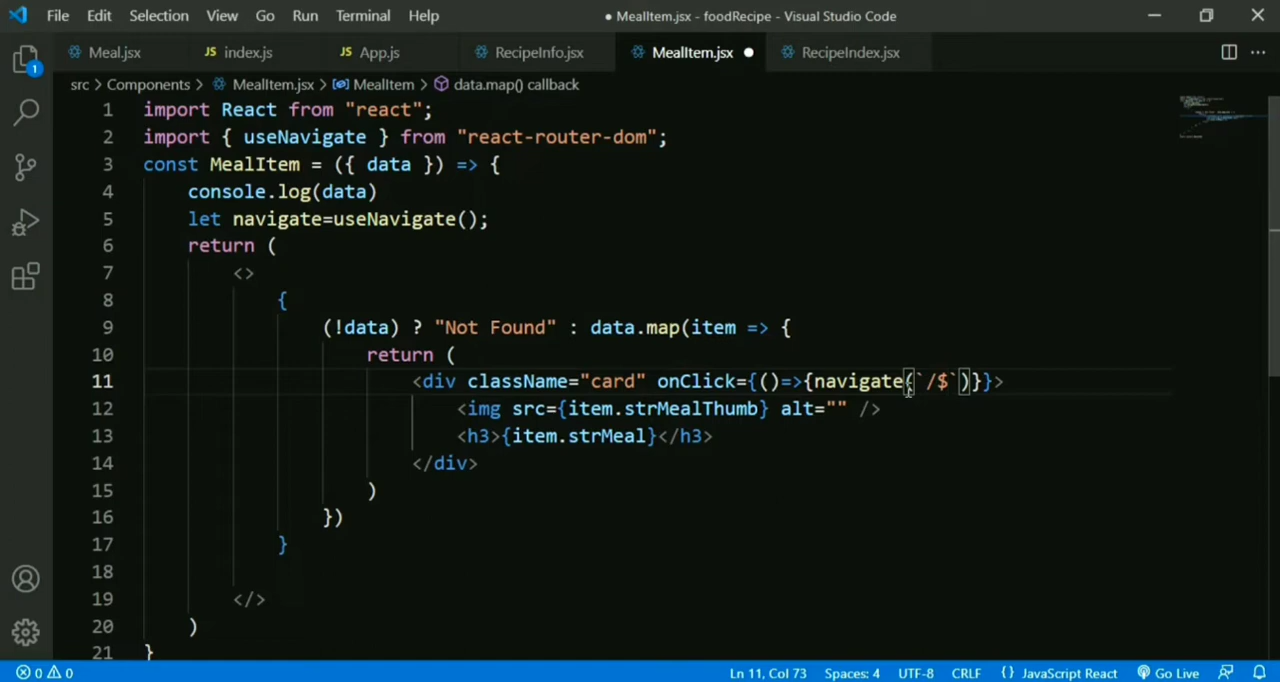 File Edit Selection View Go Run Terminal Help ● MealItem.jsx - foodRecipe - Visual Studio Code
Meal.jsx JS index.js JS App.js RecipeInfo.jsx MealItem.jsx ● RecipeIndex.jsx
src > Components > MealItem.jsx > MealItem > data.map() callback
1 import React from "react";
2 import { useNavigate } from "react-router-dom";
3 const MealItem = ({ data }) => {
4 console.log(data)
5 let navigate=useNavigate();
6 return (
7 <>
8 {
9 (!data) ? "Not Found" : data.map(item => {
10 return (
11 <div className="card" onClick={()=>{navigate(`/$`)}}>
12 <img src={item.strMealThumb} alt="" />
13 <h3>{item.strMeal}</h3>
14 </div>
15 )
16 })
17 }
18
19 </>
20 )
21 }
1
0 0 Ln 11, Col 73 Spaces: 4 UTF-8 CRLF {} JavaScript React Go Live